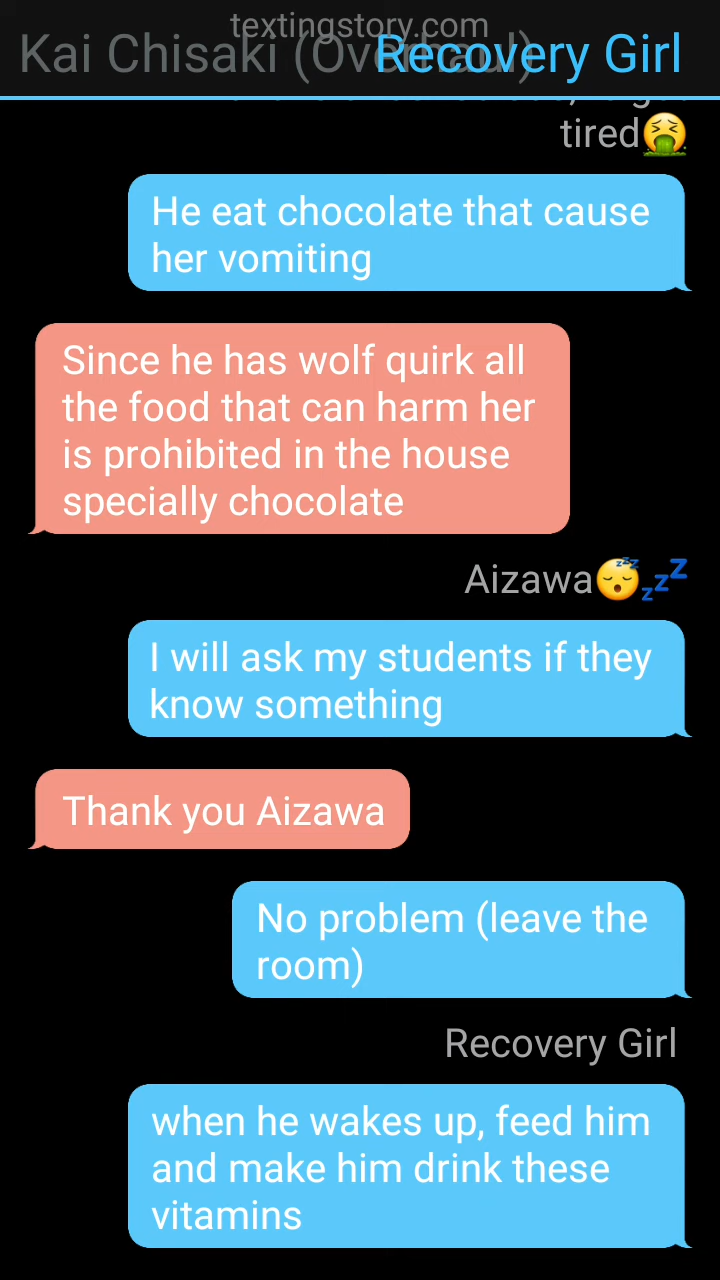 textingstory.com
Kai Chisaki (Overhaul)
Recovery Girl
tired🤮
He eat chocolate that cause
her vomiting
Since he has wolf quirk all
the food that can harm her
is prohibited in the house
specially chocolate
Aizawa😴💤
I will ask my students if they
know something
Thank you Aizawa
No problem (leave the
room)
Recovery Girl
when he wakes up, feed him
and make him drink these
vitamins